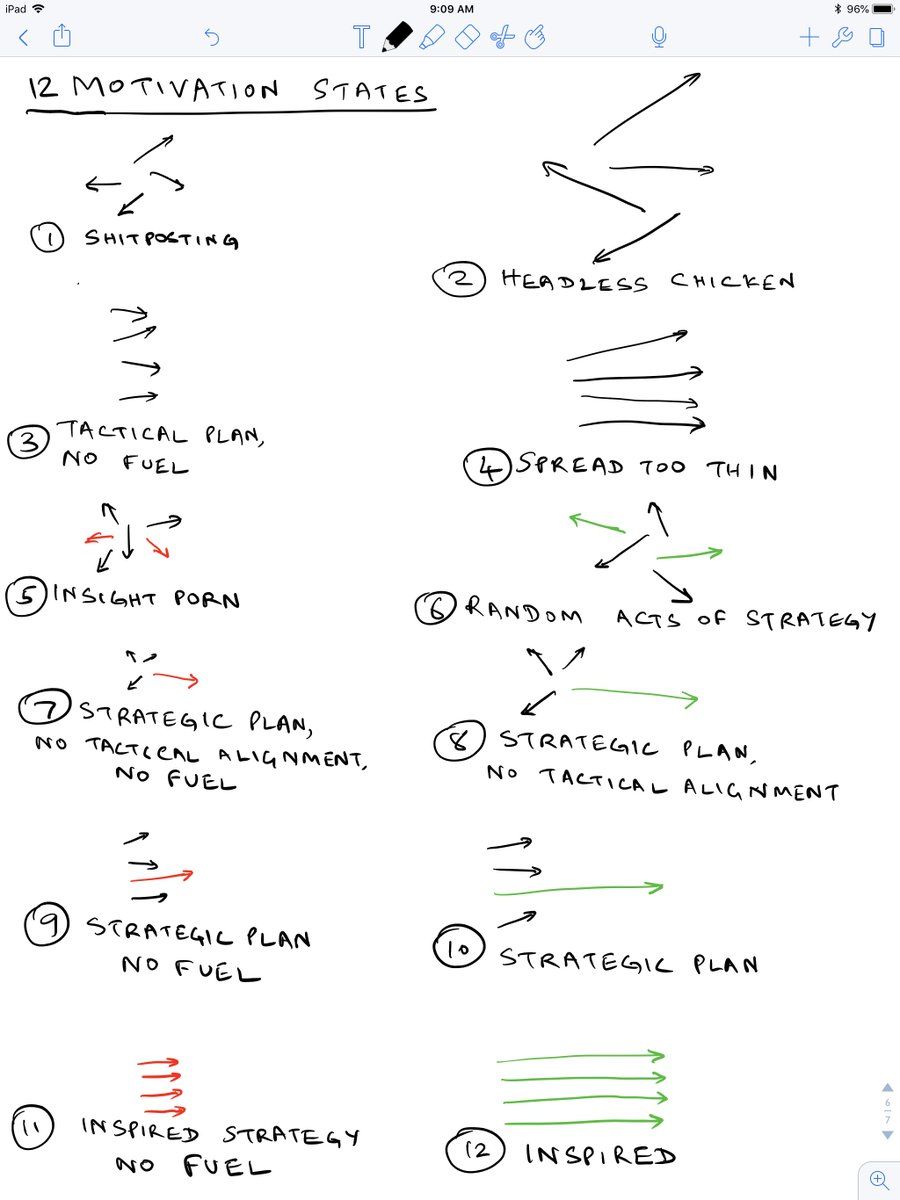 iPad
9:09 AM
96%
T
12 MOTIVATION STATES
1 SHITPOSTING
2 HEADLESS CHICKEN
3 TACTICAL PLAN,
NO FUEL
4 SPREAD TOO THIN
5 INSIGHT PORN
6 RANDOM ACTS OF STRATEGY
7 STRATEGIC PLAN,
NO TACTICAL ALIGNMENT,
NO FUEL
8 STRATEGIC PLAN,
NO TACTICAL ALIGNMENT
9 STRATEGIC PLAN
NO FUEL
10 STRATEGIC PLAN
11 INSPIRED STRATEGY
NO FUEL
12 INSPIRED
6
7